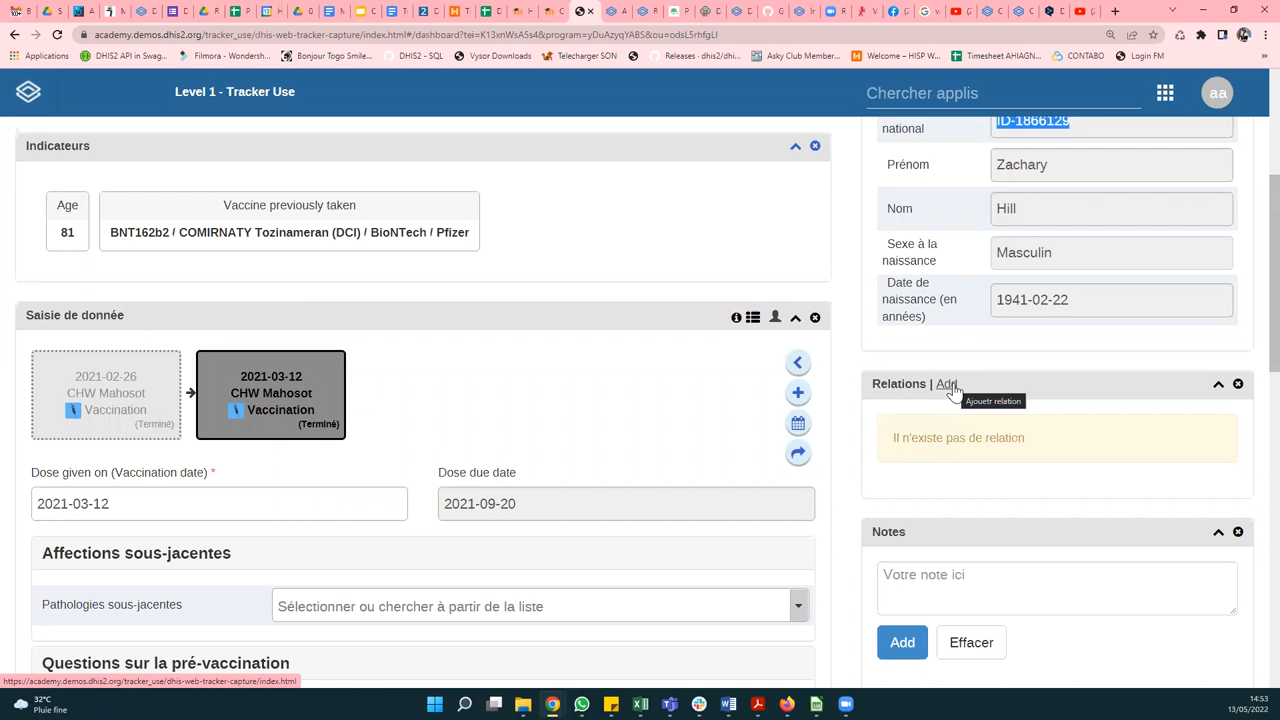 academy.demos.dhis2.org/tracker_use/dhis-web-tracker-capture/index.html#/dashboard?tei=K13xnWsA5s4&program=yDuAzyqYABS&ou=odsL5rhfgLl
Applications
DHIS2 API in Swag...
Filmora - Wondersh...
Bonjour Togo Smile...
DHIS2 - SQL
Vysor Downloads
Telecharger SON
Releases · dhis2/dhi...
Asky Club Member...
Welcome – HISP W...
Timesheet AHIAGN...
CONTABO
Login FM
Level 1 - Tracker Use
Chercher applis
aa
Indicateurs
Age
81
Vaccine previously taken
BNT162b2 / COMIRNATY Tozinameran (DCI) / BioNTech / Pfizer
Saisie de donnée
2021-02-26
CHW Mahosot
Vaccination
(Terminé)
2021-03-12
CHW Mahosot
Vaccination
(Terminé)
Dose given on (Vaccination date) *
2021-03-12
Dose due date
2021-09-20
Affections sous-jacentes
Pathologies sous-jacentes
Sélectionner ou chercher à partir de la liste
Questions sur la pré-vaccination
national
ID-1866129
Prénom
Zachary
Nom
Hill
Sexe à la
naissance
Masculin
Date de
naissance (en
années)
1941-02-22
Relations | Add
Ajouetr relation
Il n'existe pas de relation
Notes
Votre note ici
Add
Effacer
https://academy.demos.dhis2.org/tracker_use/dhis-web-tracker-capture/index.html
32°C
Pluie fine
14:53
13/05/2022